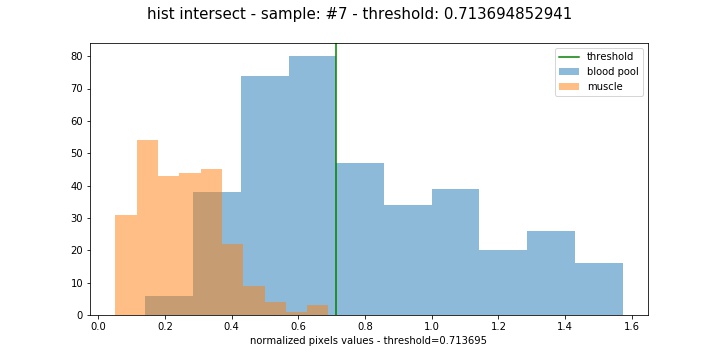 hist intersect - sample: #7 - threshold: 0.713694852941
threshold
blood pool
muscle
80
70
60
50
40
30
20
10
0
0.0 0.2 0.4 0.6 0.8 1.0 1.2 1.4 1.6
normalized pixels values - threshold=0.713695